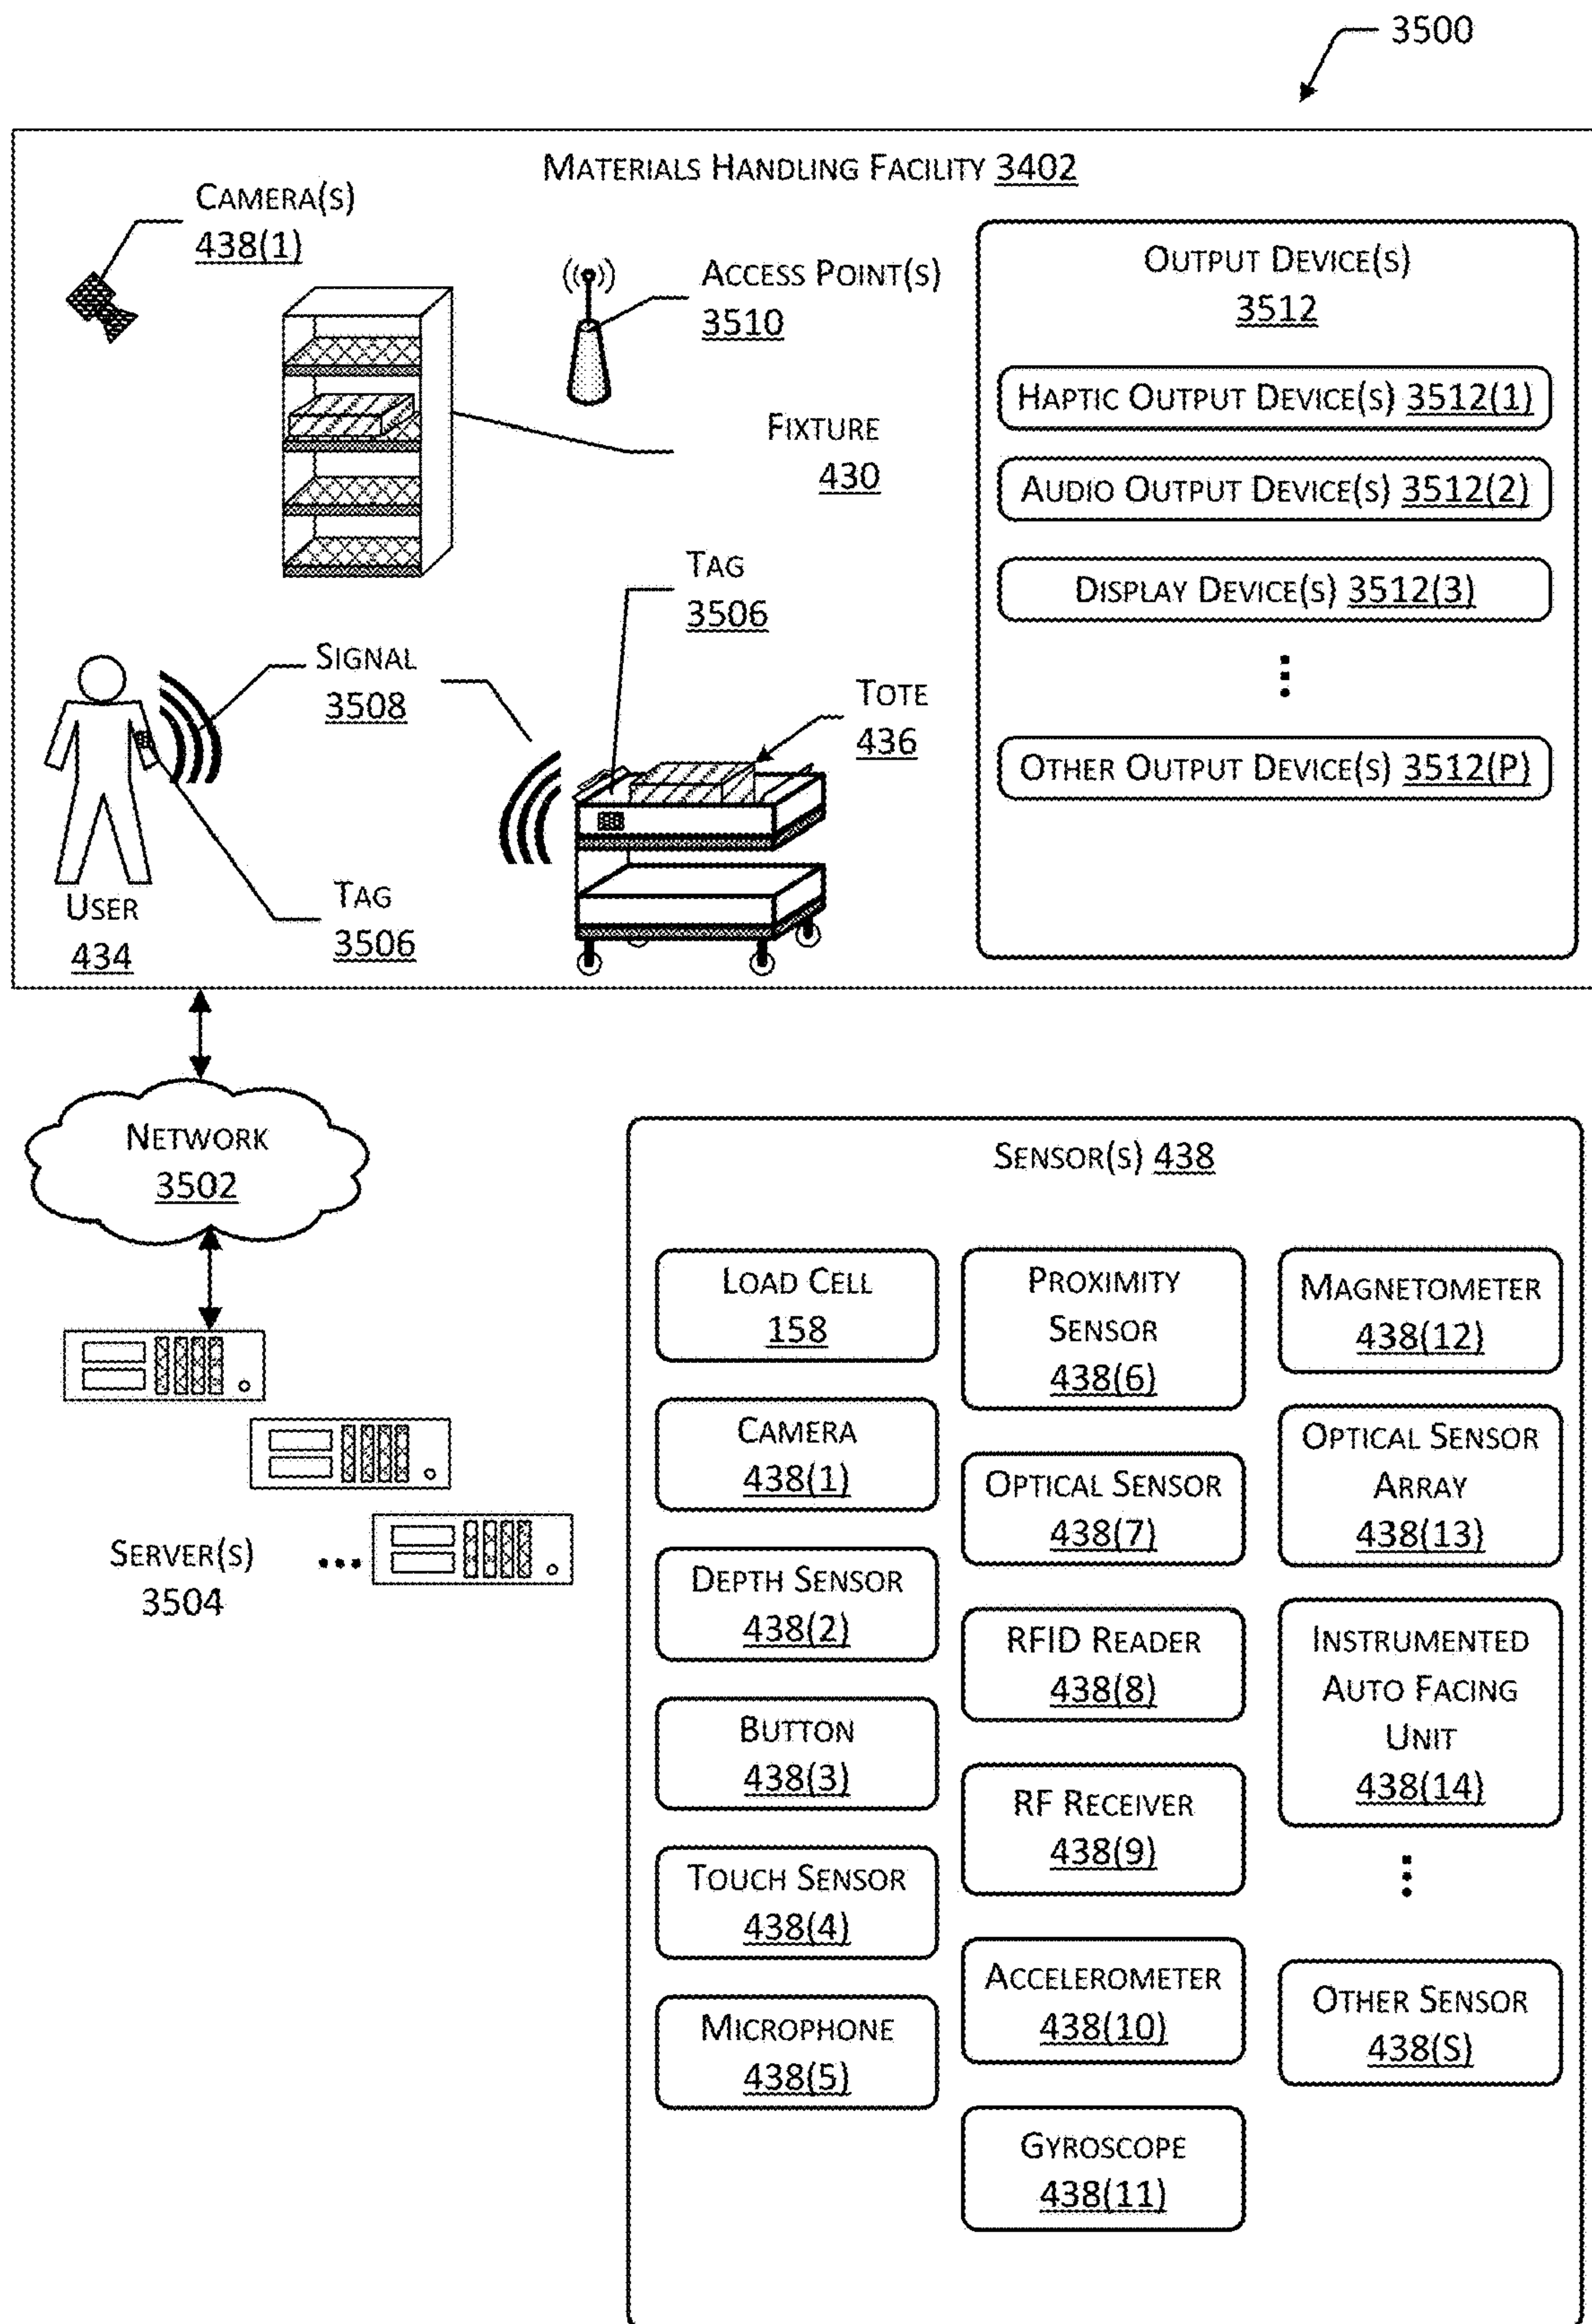 3500
MATERIALS HANDLING FACILITY 3402
CAMERA(S)
438(1)
ACCESS POINT(S)
3510
FIXTURE
430
TAG
3506
SIGNAL
3508
TOTE
436
USER
434
TAG
3506
OUTPUT DEVICE(S)
3512
HAPTIC OUTPUT DEVICE(S) 3512(1)
AUDIO OUTPUT DEVICE(S) 3512(2)
DISPLAY DEVICE(S) 3512(3)
⋮
OTHER OUTPUT DEVICE(S) 3512(P)
NETWORK
3502
SERVER(S)
3504
...
SENSOR(S) 438
LOAD CELL
158
CAMERA
438(1)
DEPTH SENSOR
438(2)
BUTTON
438(3)
TOUCH SENSOR
438(4)
MICROPHONE
438(5)
PROXIMITY
SENSOR
438(6)
OPTICAL SENSOR
438(7)
RFID READER
438(8)
RF RECEIVER
438(9)
ACCELEROMETER
438(10)
GYROSCOPE
438(11)
MAGNETOMETER
438(12)
OPTICAL SENSOR
ARRAY
438(13)
INSTRUMENTED
AUTO FACING
UNIT
438(14)
⋮
OTHER SENSOR
438(S)